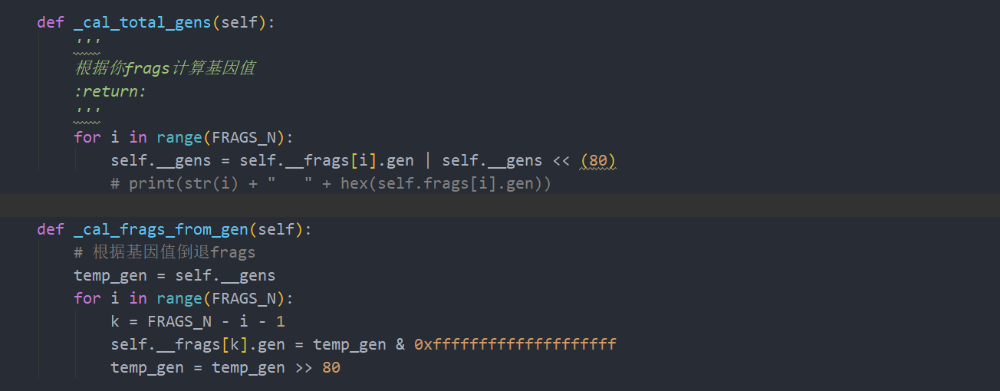 def _cal_total_gens(self):
'''
根据你frags计算基因值
:return:
'''
for i in range(FRAGS_N):
self.__gens = self.__frags[i].gen | self.__gens << (80)
# print(str(i) + "   " + hex(self.frags[i].gen))
def _cal_frags_from_gen(self):
# 根据基因值倒退frags
temp_gen = self.__gens
for i in range(FRAGS_N):
k = FRAGS_N - i - 1
self.__frags[k].gen = temp_gen & 0xffffffffffffffffffff
temp_gen = temp_gen >> 80